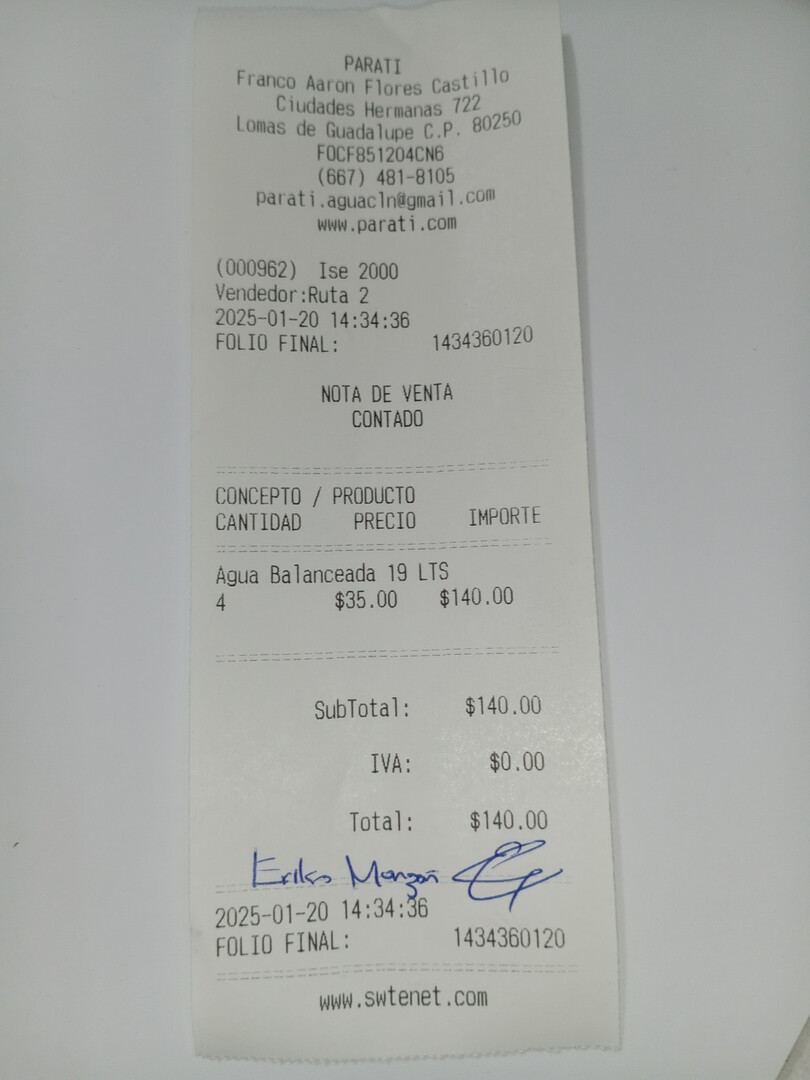 PARATI
Franco Aaron Flores Castillo
Ciudades Hermanas 722
Lomas de Guadalupe C.P. 80250
FOCF851204CN6
(667) 481-8105
parati.aguacln@gmail.com
www.parati.com
(000962) Ise 2000
Vendedor:Ruta 2
2025-01-20 14:34:36
FOLIO FINAL: 1434360120
NOTA DE VENTA
CONTADO
CONCEPTO / PRODUCTO
CANTIDAD PRECIO IMPORTE
Agua Balanceada 19 LTS
4 $35.00 $140.00
SubTotal: $140.00
IVA: $0.00
Total: $140.00
2025-01-20 14:34:36
FOLIO FINAL: 1434360120
www.swtenet.com